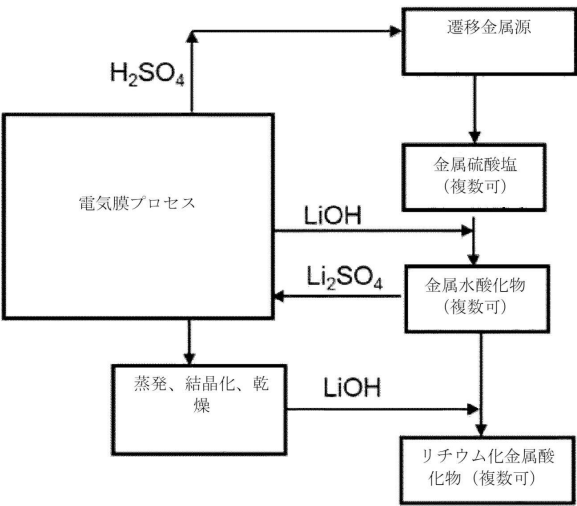 遷移金属源
H₂SO₄
金属硫酸塩
（複数可）
電気膜プロセス
LiOH
Li₂SO₄
金属水酸化物
（複数可）
蒸発、結晶化、乾
燥
LiOH
リチウム化金属酸
化物（複数可）